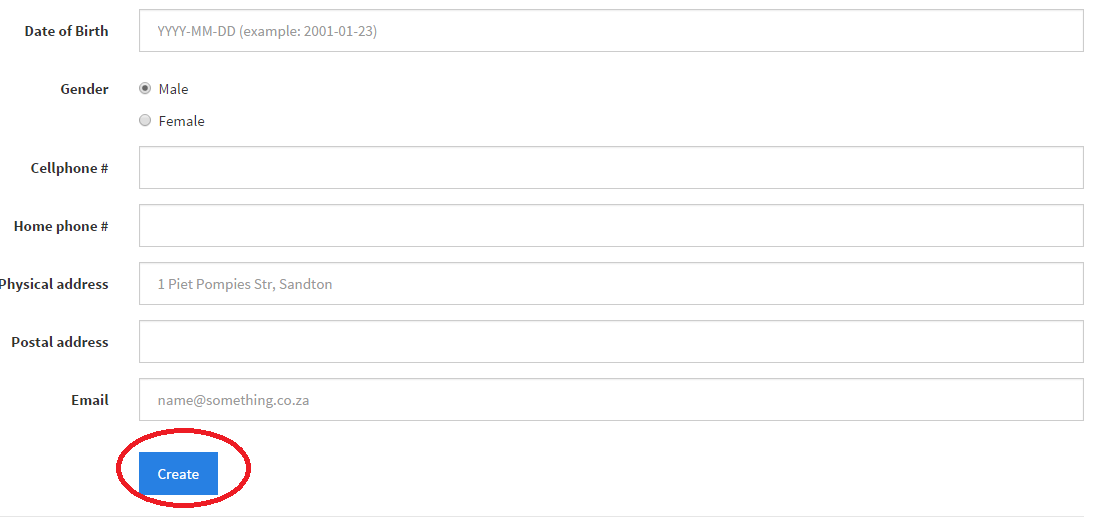 Date of Birth YYYY-MM-DD (example: 2001-01-23)
Gender Male
Female
Cellphone #
Home phone #
Physical address 1 Piet Pompies Str, Sandton
Postal address
Email name@something.co.za
Create